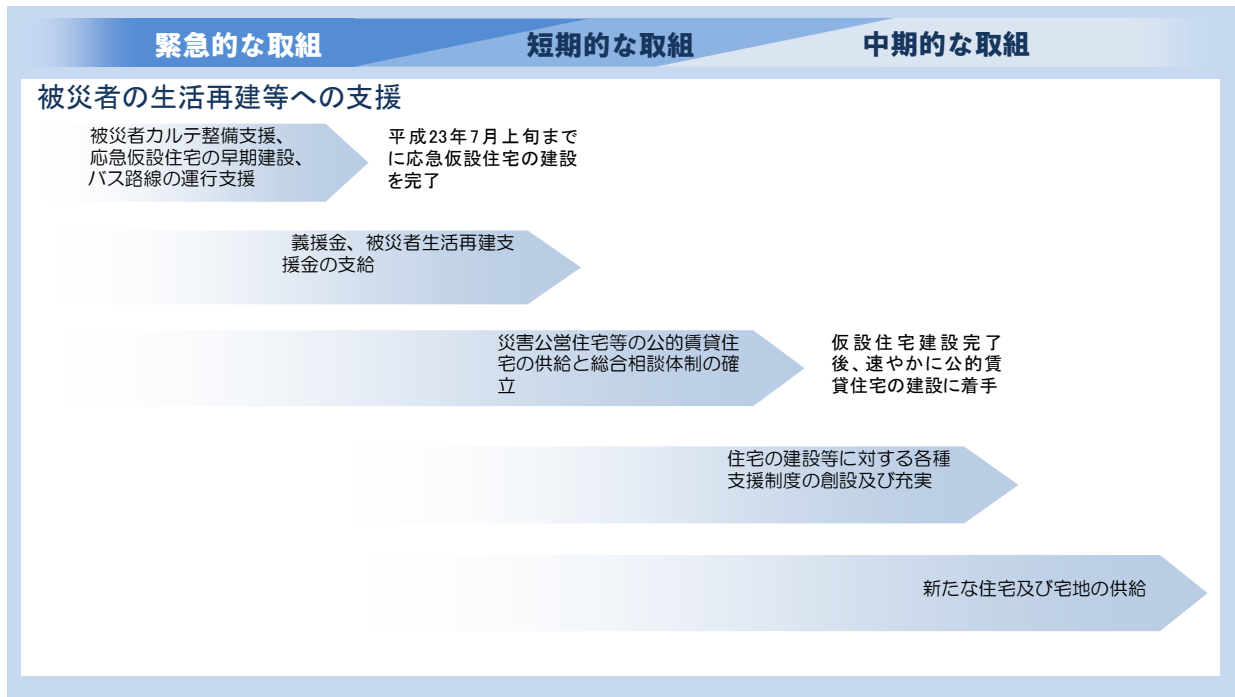 緊急的な取組
短期的な取組
中期的な取組
被災者の生活再建等への支援
被災者カルテ整備支援、
応急仮設住宅の早期建設、
バス路線の運行支援
平成23年7月上旬まで
に応急仮設住宅の建設
を完了
義援金、被災者生活再建支
援金の支給
災害公営住宅等の公的賃貸住
宅の供給と総合相談体制の確
立
仮設住宅建設完了
後、速やかに公的賃
貸住宅の建設に着手
住宅の建設等に対する各種
支援制度の創設及び充実
新たな住宅及び宅地の供給